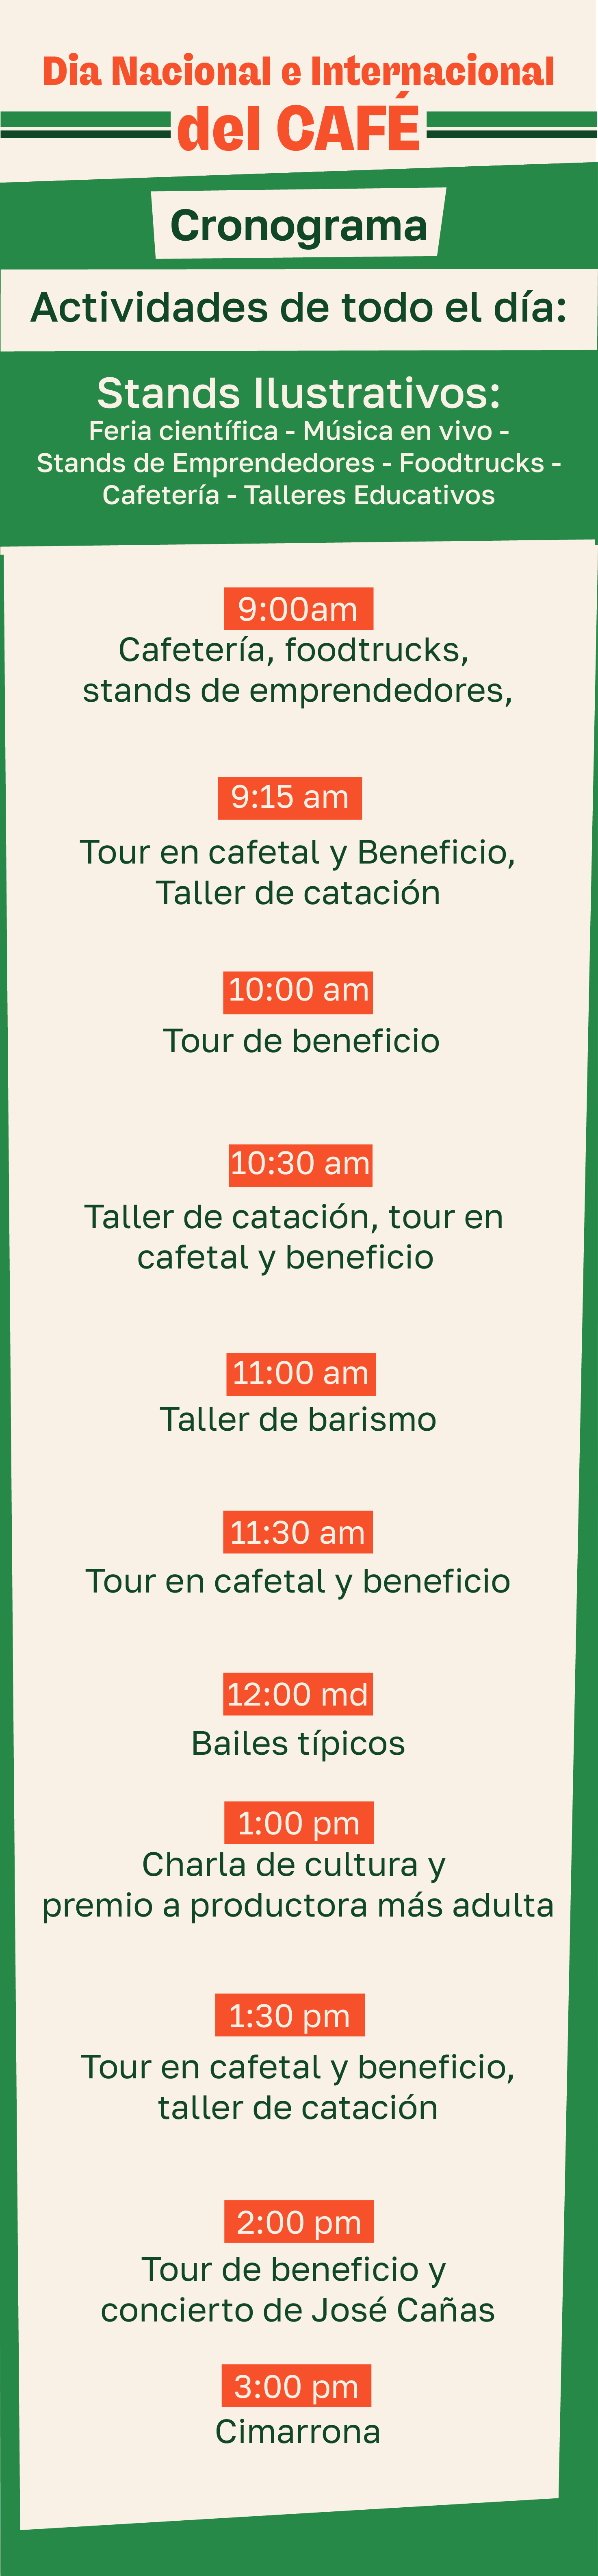 Dia Nacional e Internacional
del CAFÉ
Cronograma
Actividades de todo el día:
Stands Ilustrativos:
Feria científica - Música en vivo -
Stands de Emprendedores - Foodtrucks -
Cafetería - Talleres Educativos
9:00am
Cafetería, foodtrucks,
stands de emprendedores,
9:15 am
Tour en cafetal y Beneficio,
Taller de catación
10:00 am
Tour de beneficio
10:30 am
Taller de catación, tour en
cafetal y beneficio
11:00 am
Taller de barismo
11:30 am
Tour en cafetal y beneficio
12:00 md
Bailes típicos
1:00 pm
Charla de cultura y
premio a productora más adulta
1:30 pm
Tour en cafetal y beneficio,
taller de catación
2:00 pm
Tour de beneficio y
concierto de José Cañas
3:00 pm
Cimarrona